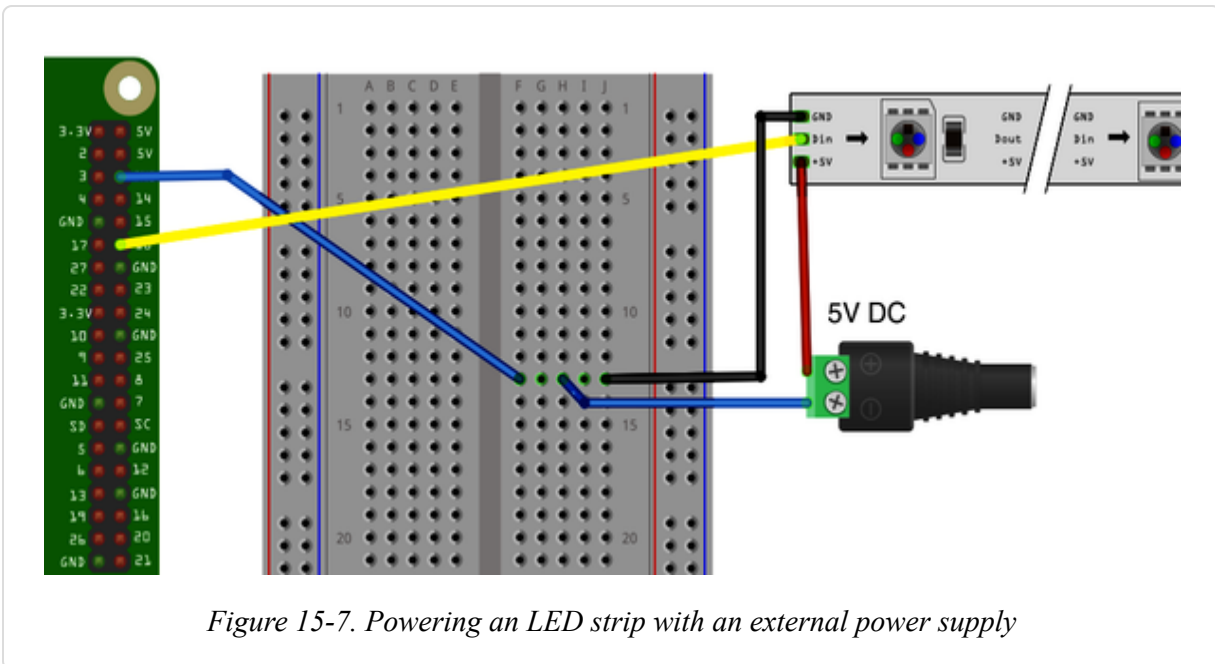 3.3V 5V
2 5V
3
4 14
GND 15
17
27 GND
22 23
3.3V 24
10 GND
9 25
11 8
GND 7
SD SC
5 GND
6 12
13 GND
19 16
26 20
GND 21
A B C D E F G H I J
1 1
5 5
10 10
15 15
20 20
GND GND GND
Din Dout Din
+5V +5V +5V
5V DC
Figure 15-7. Powering an LED strip with an external power supply